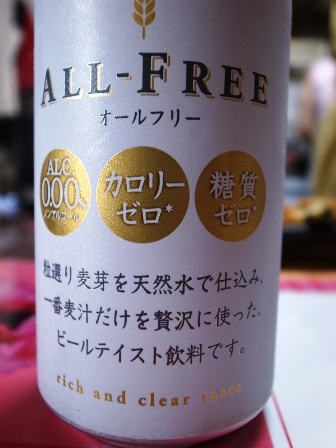 ALL-FREE
オールフリー
ALC. 0.00% ノンアルコール
カロリーゼロ*
糖質ゼロ*
粒選り麦芽を天然水で仕込み、
一番麦汁だけを贅沢に使った、
ビールテイスト飲料です。
rich and clear taste